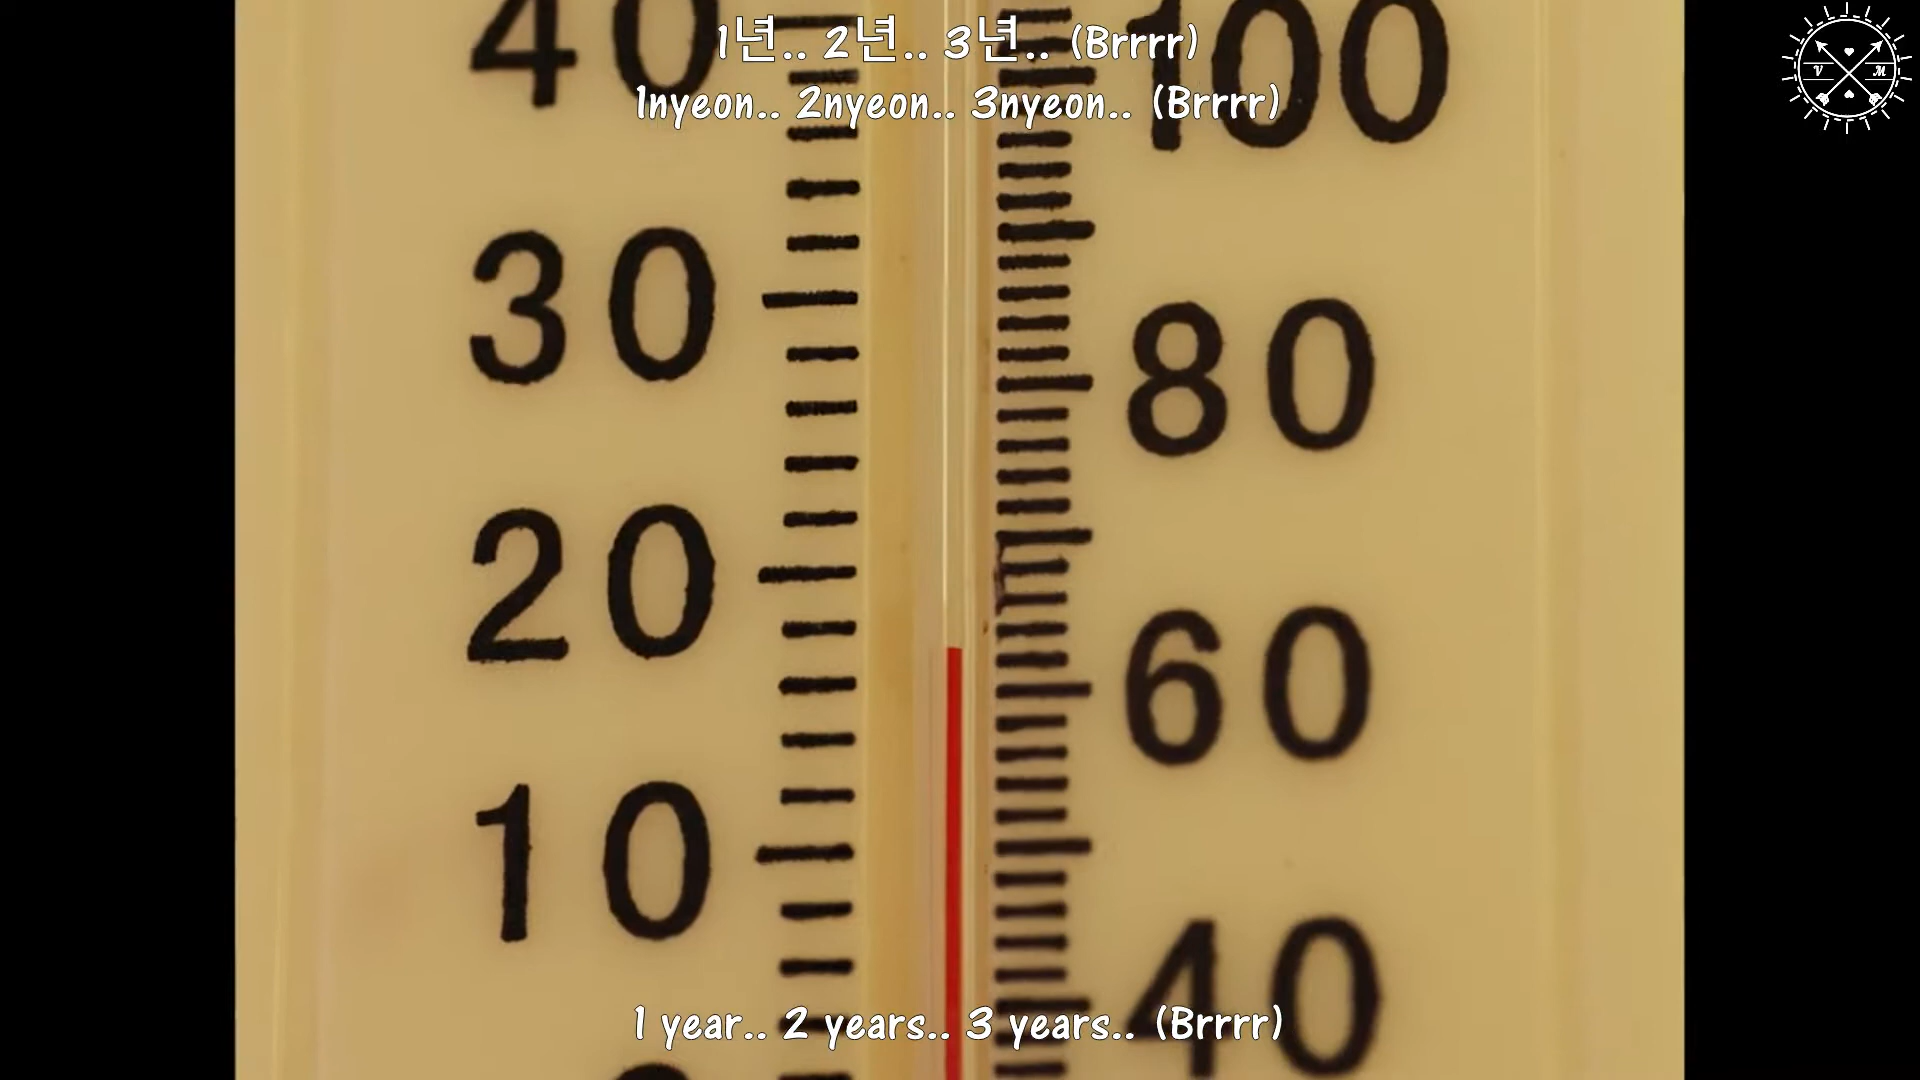 1년.. 2년.. 3년.. (Brrrr)
1nyeon.. 2nyeon.. 3nyeon.. (Brrrr)
V M
40 100
30 80
20 60
10 40
1 year.. 2 years.. 3 years.. (Brrrr)